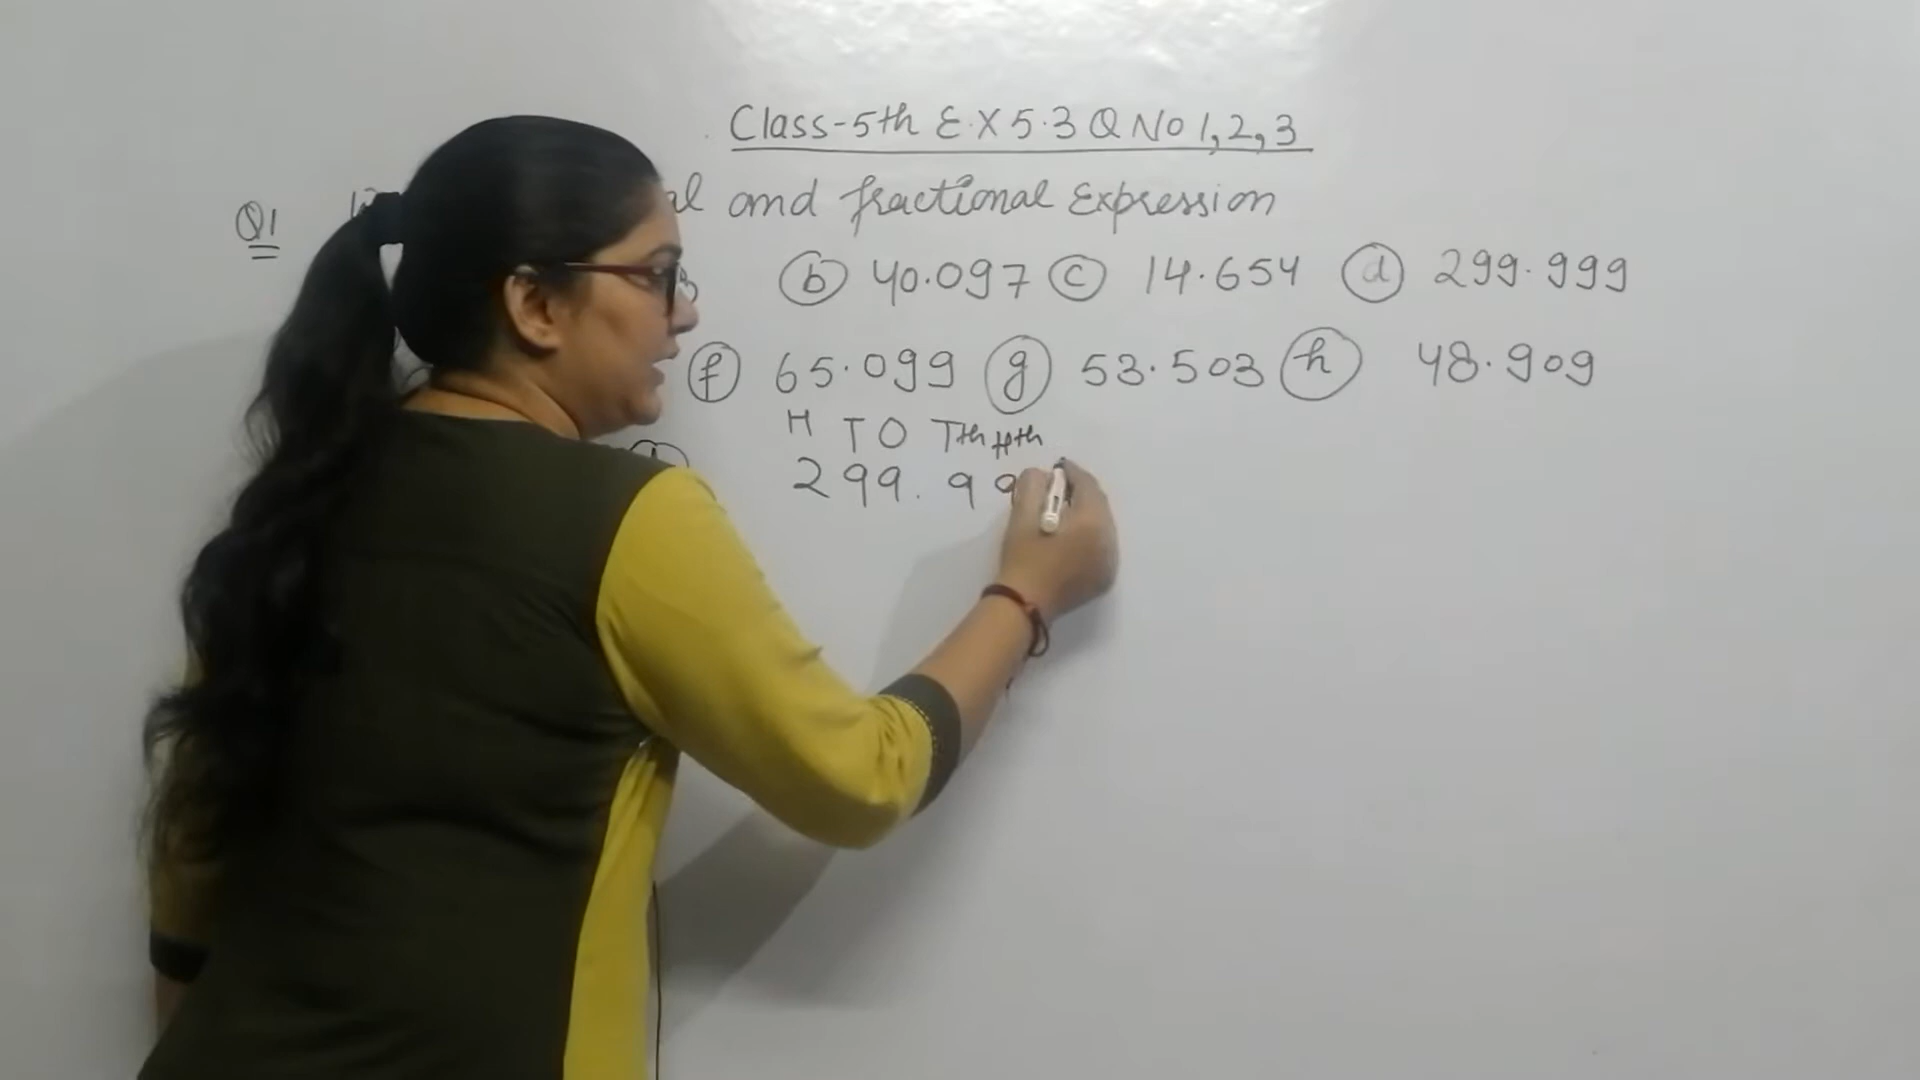 Class-5th E.X 5.3 Q No 1,2,3
Q1 and fractional Expression
b 40.097 c 14.654 d 299.999
f 65.099 g 53.503 h 48.909
H T O Tth Hth
299.99